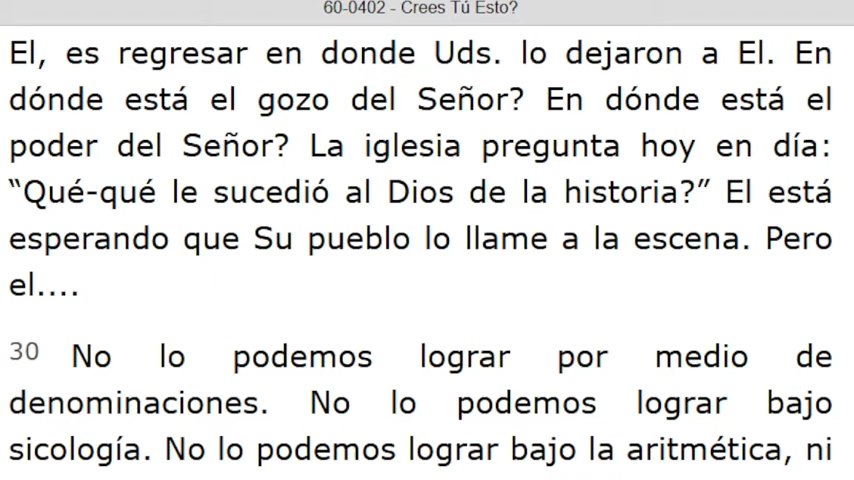 60-0402 - Crees Tú Esto?
El, es regresar en donde Uds. lo dejaron a El. En
dónde está el gozo del Señor? En dónde está el
poder del Señor? La iglesia pregunta hoy en día:
“Qué-qué le sucedió al Dios de la historia?” El está
esperando que Su pueblo lo llame a la escena. Pero
el....
30 No lo podemos lograr por medio de
denominaciones. No lo podemos lograr bajo
sicología. No lo podemos lograr bajo la aritmética, ni